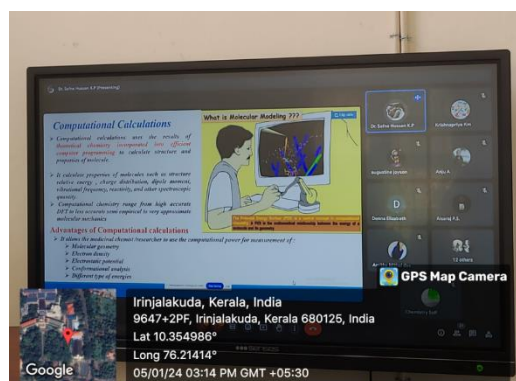 Dr. Safna Hussan K.P (Presenting)
Computational Calculations
Computational calculations uses the results of
theoretical chemistry incorporated into efficient
computer programming to calculate structure and
properties of molecule.
It calculate properties of molecules such as structure
relative energy , charge distribution, dipole moment,
vibrational frequency, reactivity, and other spectroscopic
quantity.
Computational chemistry range from high accurate
DFT to less accurate semi empirical to very approximate
molecular mechanics
Advantages of Computational calculations
It allows the medicinal chemist researcher to use the computational power for measurement of :
Molecular geometry
Electron density
Electrostatic potential
Conformational analysis
Different type of energies
What is Molecular Modeling ???
Dr. Safna Hussan K.P
Krishnapriya
D
Donna Elizabeth
B
Anuraj A.S.
12 others
Chemistry Self
GPS Map Camera
Google
Irinjalakuda, Kerala, India
9647+2PF, Irinjalakuda, Kerala 680125, India
Lat 10.354986°
Long 76.21414°
05/01/24 03:14 PM GMT +05:30